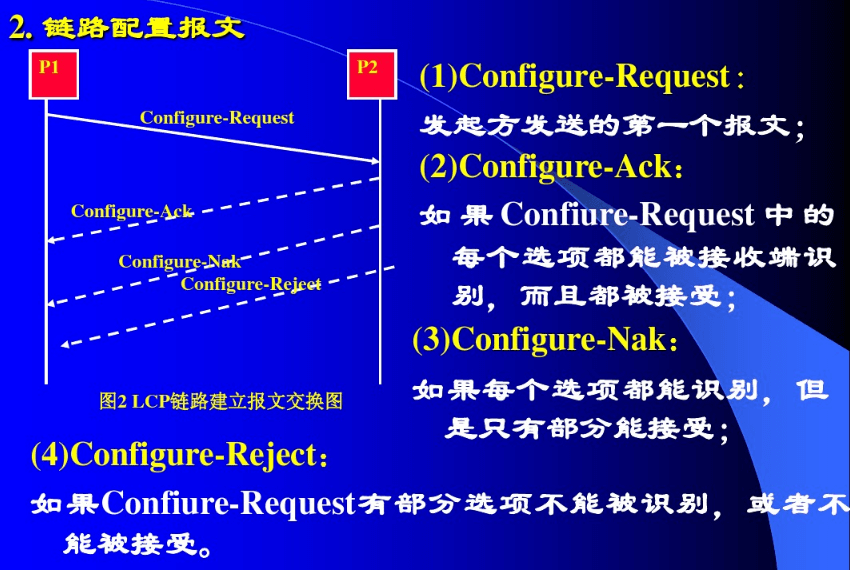 2. 链路配置报文
P1
P2
Configure-Request
Configure-Ack
Configure-Nak
Configure-Reject
图2 LCP链路建立报文交换图
(1)Configure-Request：
发起方发送的第一个报文；
(2)Configure-Ack：
如果Confiure-Request中的
每个选项都能被接收端识
别，而且都被接受；
(3)Configure-Nak：
如果每个选项都能识别，但
是只有部分能接受；
(4)Configure-Reject：
如果Confiure-Request有部分选项不能被识别，或者不
能被接受。